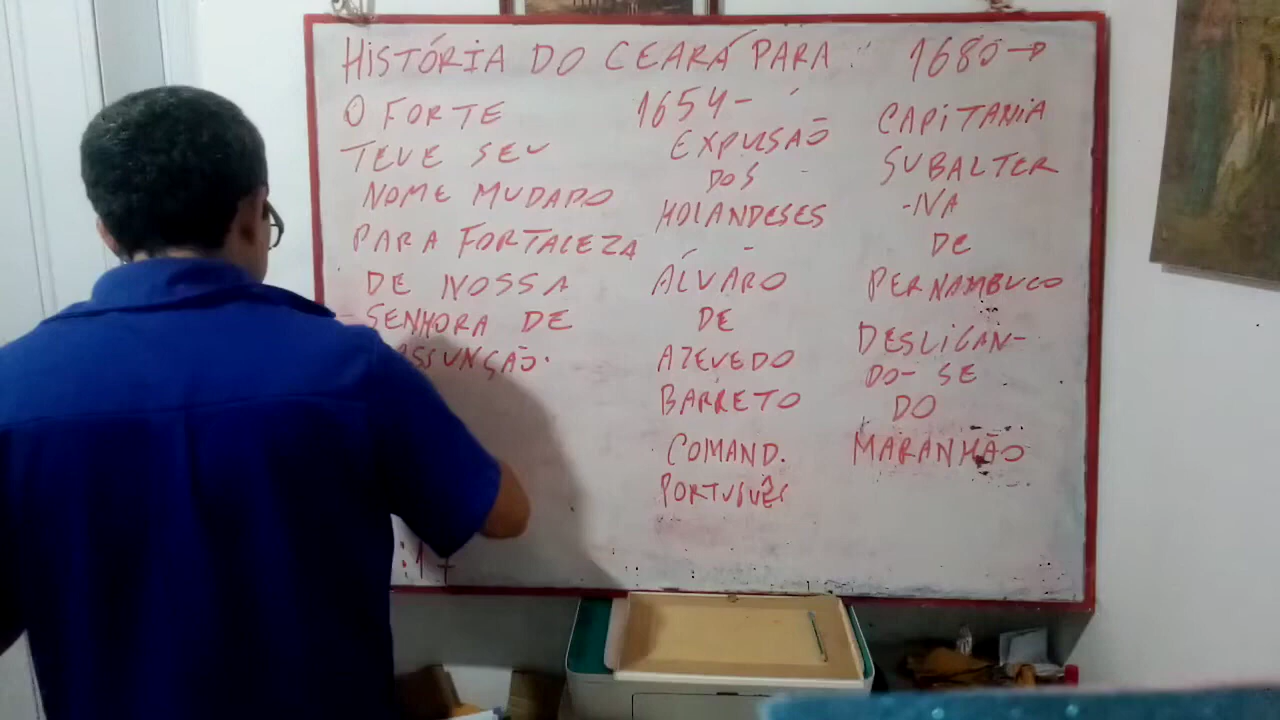 HISTÓRIA DO CEARÁ PARA : 1680→
O FORTE
TEVE SEU
NOME MUDADO
PARA FORTALEZA
DE NOSSA
SENHORA DE
ASSUNÇÃO.
1654-
EXPULSÃO
DOS
HOLANDESES
ÁLVARO
DE
AZEVEDO
BARRETO
COMAND.
PORTUGUÊS
CAPITANIA
SUBALTER
-NA
DE
PERNAMBUCO
DESLIGAN-
DO-SE
DO
MARANHÃO